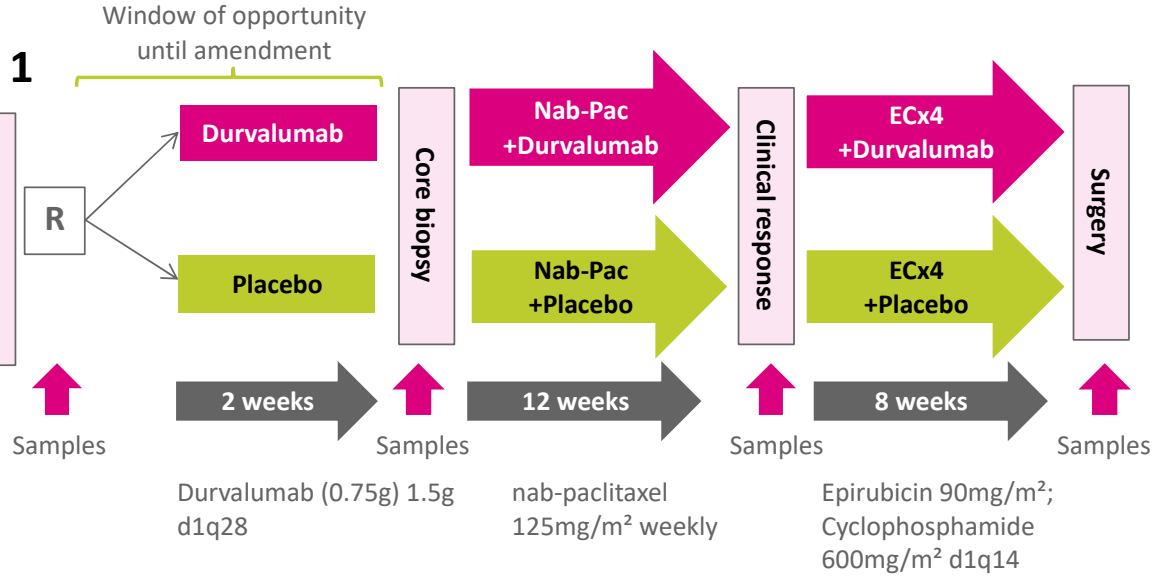 Window of opportunity
until amendment
1
R
Durvalumab
Placebo
Core biopsy
Nab-Pac
+Durvalumab
Nab-Pac
+Placebo
Clinical response
ECx4
+Durvalumab
ECx4
+Placebo
Surgery
2 weeks
12 weeks
8 weeks
Samples
Samples
Samples
Samples
Durvalumab (0.75g) 1.5g
d1q28
nab-paclitaxel
125mg/m² weekly
Epirubicin 90mg/m²;
Cyclophosphamide
600mg/m² d1q14